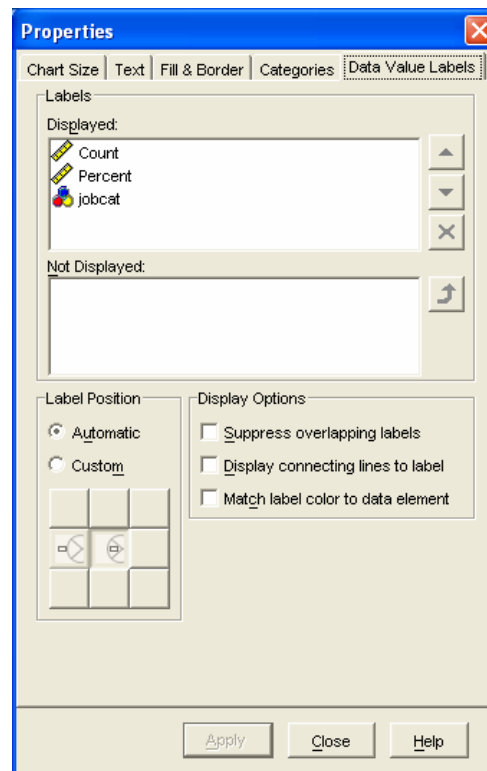 Properties
Chart Size Text Fill & Border Categories Data Value Labels
Labels
Displayed:
Count
Percent
jobcat
Not Displayed:
Label Position
Automatic
Custom
Display Options
Suppress overlapping labels
Display connecting lines to label
Match label color to data element
Apply Close Help